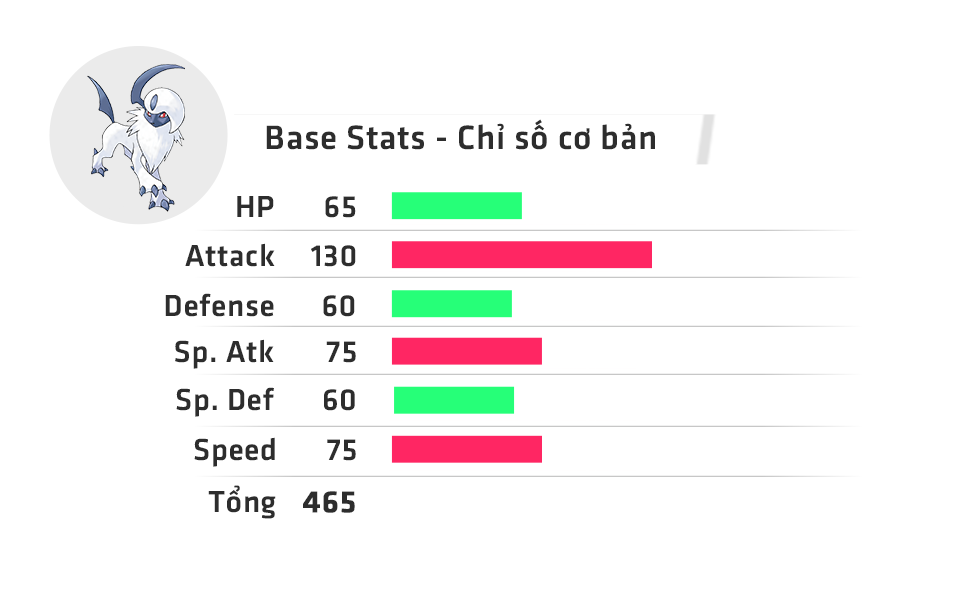 Base Stats - Chỉ số cơ bản
HP 65
Attack 130
Defense 60
Sp. Atk 75
Sp. Def 60
Speed 75
Tổng 465